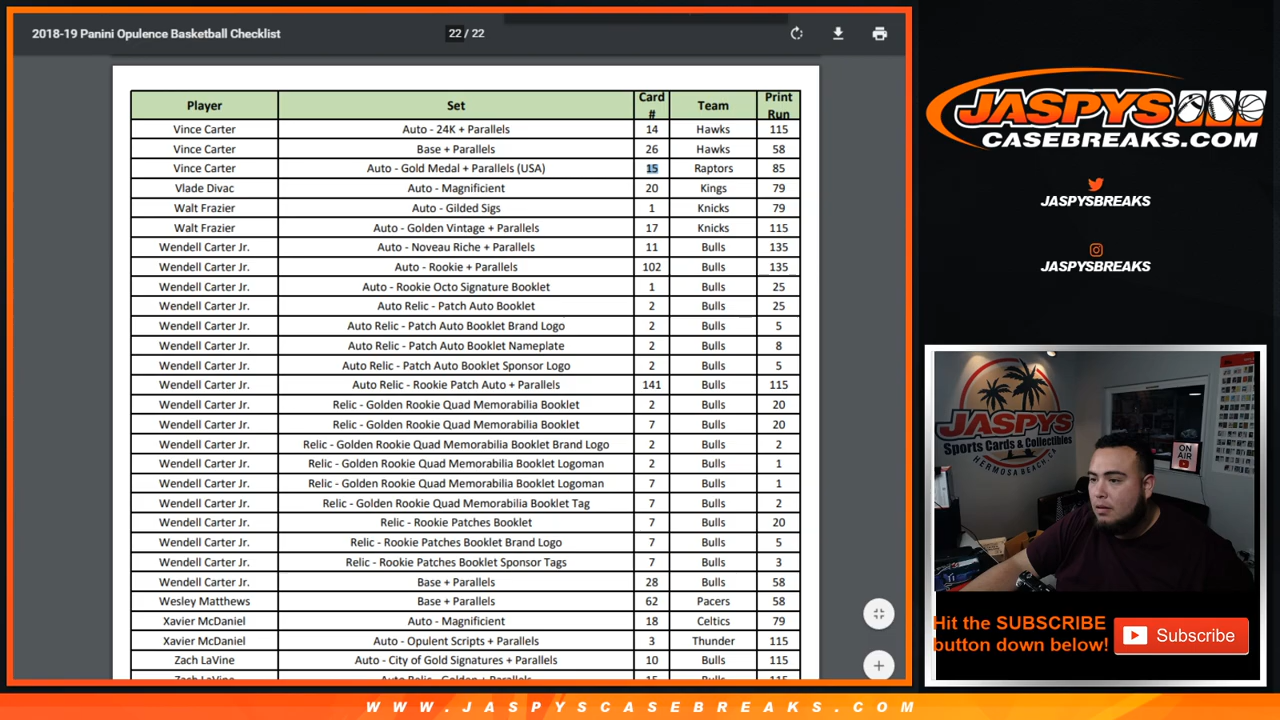 2018-19 Panini Opulence Basketball Checklist
22 / 22
Player Set Card # Team Print Run
Vince Carter Auto - 24K + Parallels 14 Hawks 115
Vince Carter Base + Parallels 26 Hawks 58
Vince Carter Auto - Gold Medal + Parallels (USA) 15 Raptors 85
Vlade Divac Auto - Magnificient 20 Kings 79
Walt Frazier Auto - Gilded Sigs 1 Knicks 79
Walt Frazier Auto - Golden Vintage + Parallels 17 Knicks 115
Wendell Carter Jr. Auto - Noveau Riche + Parallels 11 Bulls 135
Wendell Carter Jr. Auto - Rookie + Parallels 102 Bulls 135
Wendell Carter Jr. Auto - Rookie Octo Signature Booklet 1 Bulls 25
Wendell Carter Jr. Auto Relic - Patch Auto Booklet 2 Bulls 25
Wendell Carter Jr. Auto Relic - Patch Auto Booklet Brand Logo 2 Bulls 5
Wendell Carter Jr. Auto Relic - Patch Auto Booklet Nameplate 2 Bulls 8
Wendell Carter Jr. Auto Relic - Patch Auto Booklet Sponsor Logo 2 Bulls 5
Wendell Carter Jr. Auto Relic - Rookie Patch Auto + Parallels 141 Bulls 115
Wendell Carter Jr. Relic - Golden Rookie Quad Memorabilia Booklet 2 Bulls 20
Wendell Carter Jr. Relic - Golden Rookie Quad Memorabilia Booklet 7 Bulls 20
Wendell Carter Jr. Relic - Golden Rookie Quad Memorabilia Booklet Brand Logo 2 Bulls 2
Wendell Carter Jr. Relic - Golden Rookie Quad Memorabilia Booklet Logoman 2 Bulls 1
Wendell Carter Jr. Relic - Golden Rookie Quad Memorabilia Booklet Logoman 7 Bulls 1
Wendell Carter Jr. Relic - Golden Rookie Quad Memorabilia Booklet Tag 7 Bulls 2
Wendell Carter Jr. Relic - Rookie Patches Booklet 7 Bulls 20
Wendell Carter Jr. Relic - Rookie Patches Booklet Brand Logo 7 Bulls 5
Wendell Carter Jr. Relic - Rookie Patches Booklet Sponsor Tags 7 Bulls 3
Wendell Carter Jr. Base + Parallels 28 Bulls 58
Wesley Matthews Base + Parallels 62 Pacers 58
Xavier McDaniel Auto - Magnificient 18 Celtics 79
Xavier McDaniel Auto - Opulent Scripts + Parallels 3 Thunder 115
Zach LaVine Auto - City of Gold Signatures + Parallels 10 Bulls 115
Zach LaVine Auto Relic - Golden + Parallels 15 Bulls 115
JASPYS
CASEBREAKS.COM
JASPYSBREAKS
JASPYSBREAKS
JASPYS
Sports Cards & Collectibles
HERMOSA BEACH, CA
ON
AIR
Hit the SUBSCRIBE
button down below!
Subscribe
WWW.JASPYSCASEBREAKS.COM